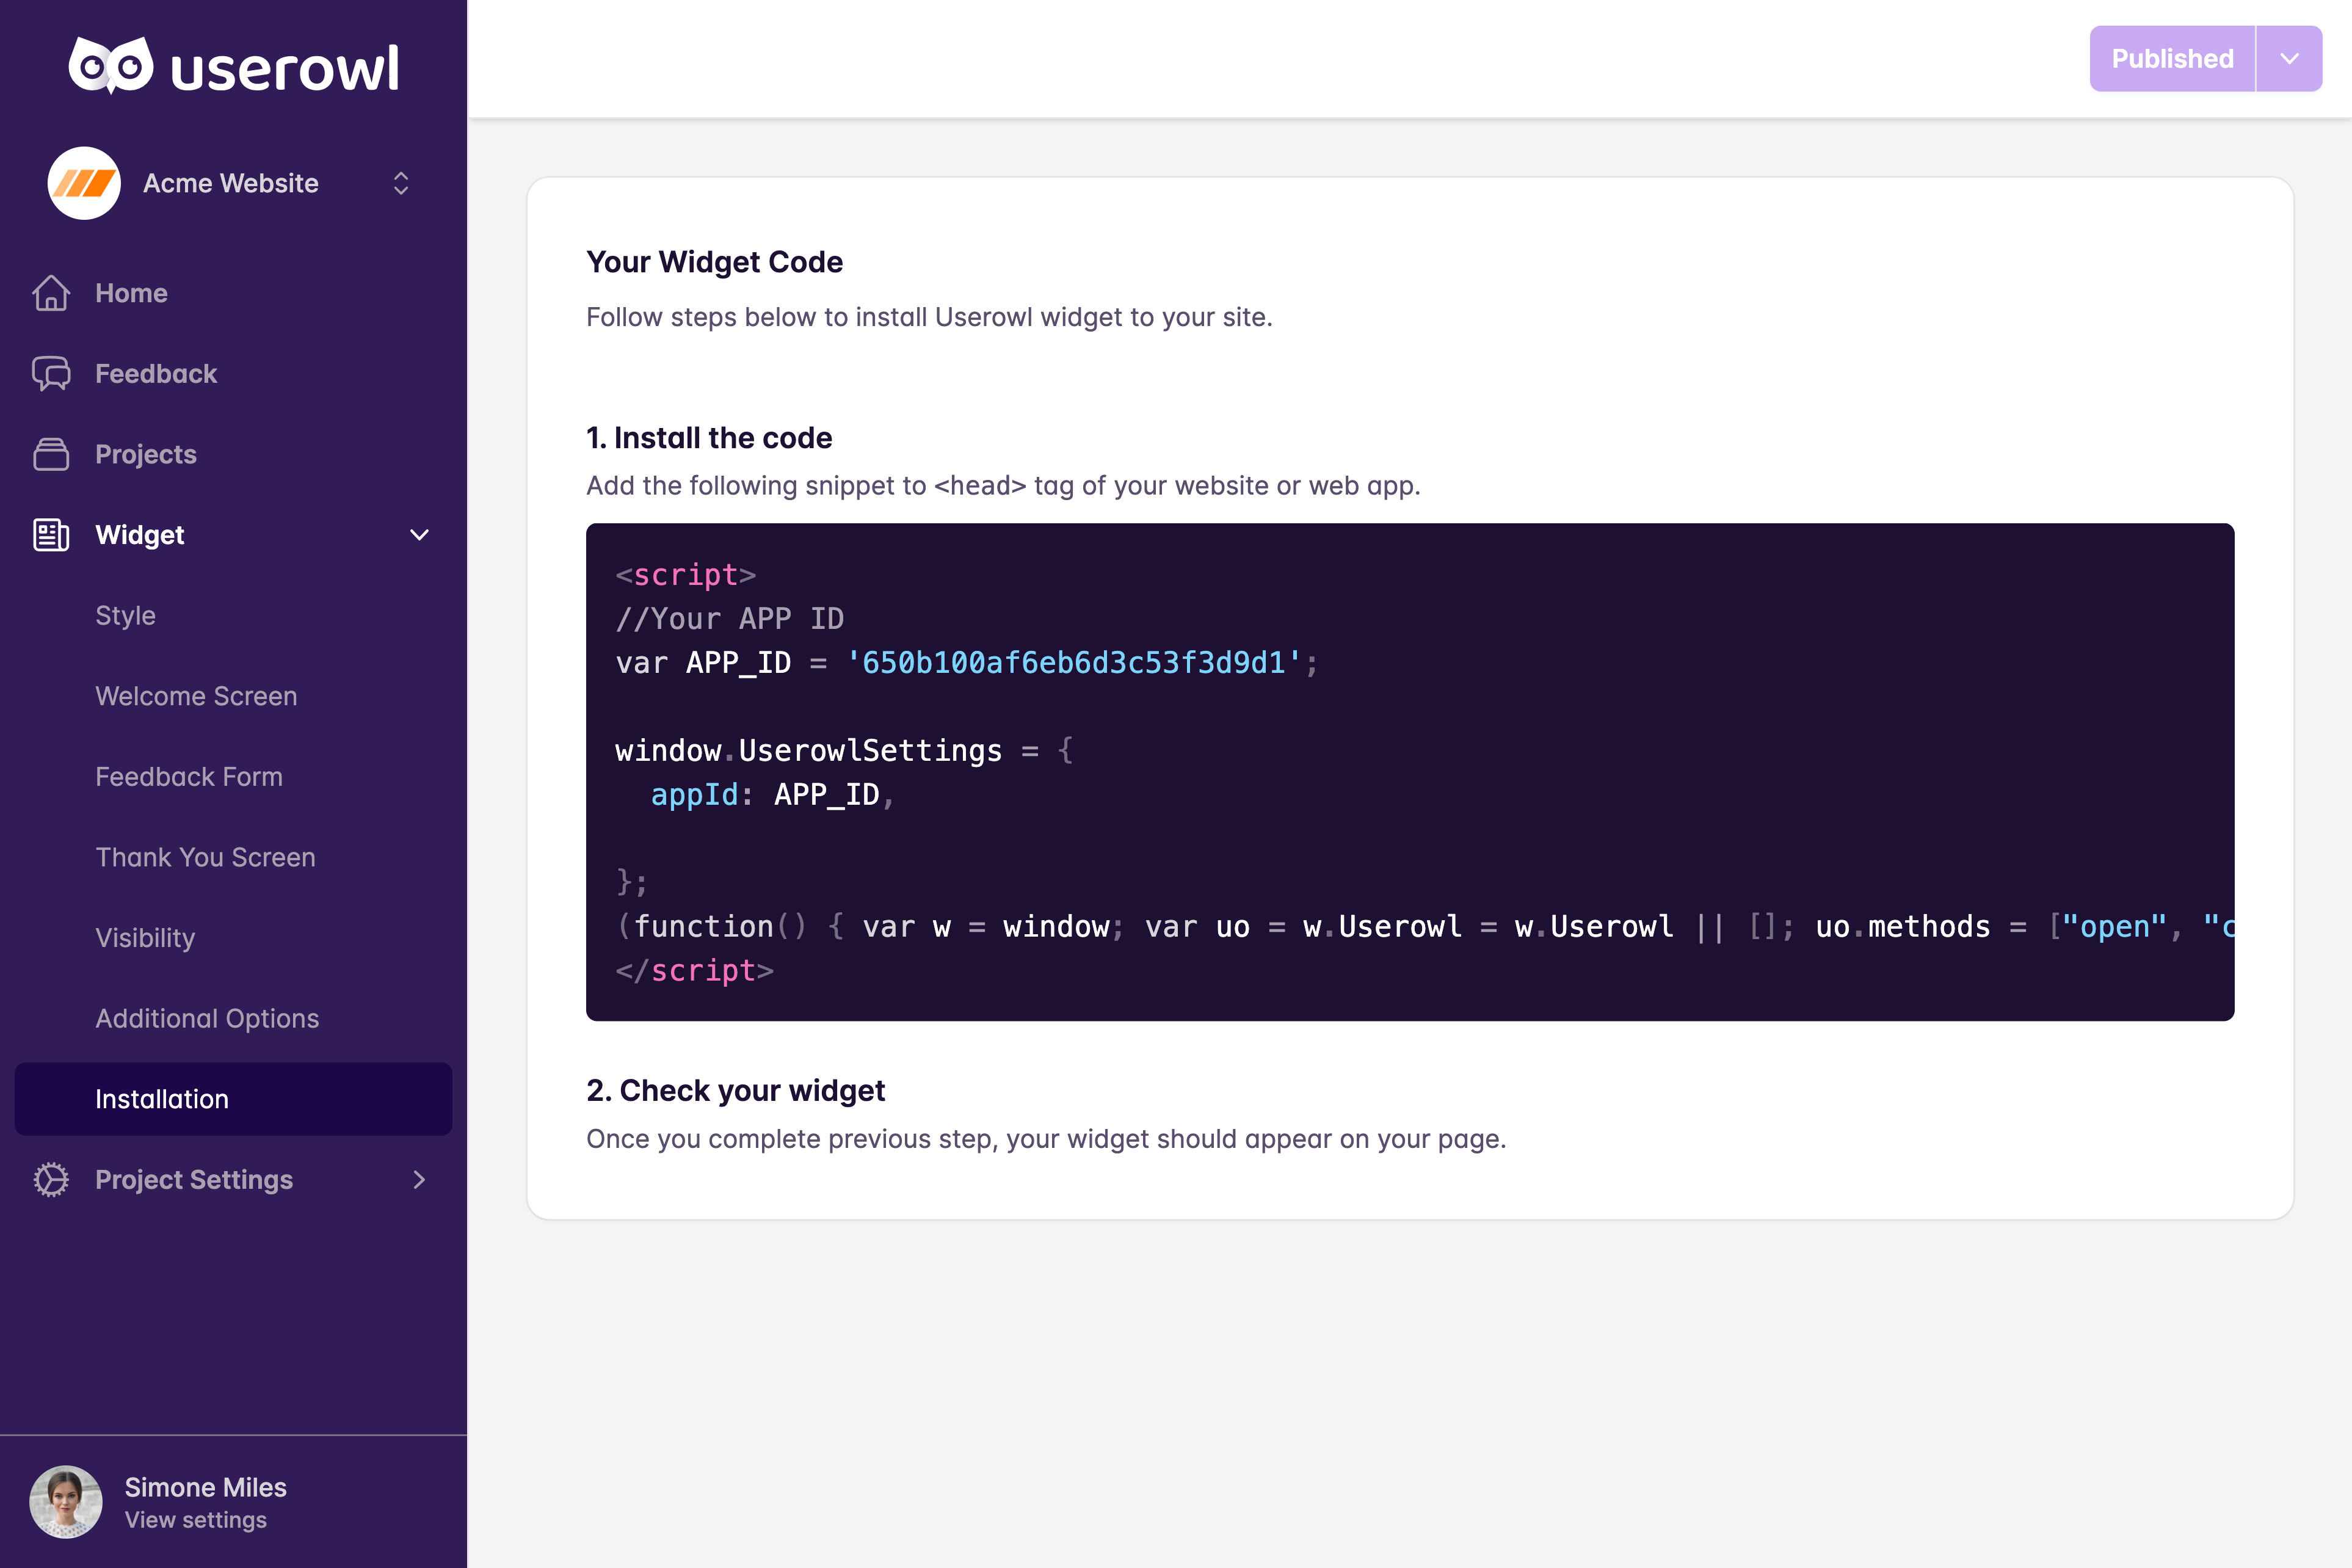 userowl
Acme Website
Home
Feedback
Projects
Widget
Style
Welcome Screen
Feedback Form
Thank You Screen
Visibility
Additional Options
Installation
Project Settings
Simone Miles
View settings
Published
Your Widget Code
Follow steps below to install Userowl widget to your site.
1. Install the code
Add the following snippet to <head> tag of your website or web app.
<script>
//Your APP ID
var APP_ID = '650b100af6eb6d3c53f3d9d1';
window.UserowlSettings = {
  appId: APP_ID,
};
(function() { var w = window; var uo = w.Userowl = w.Userowl || []; uo.methods = ["open", "c
</script>
2. Check your widget
Once you complete previous step, your widget should appear on your page.